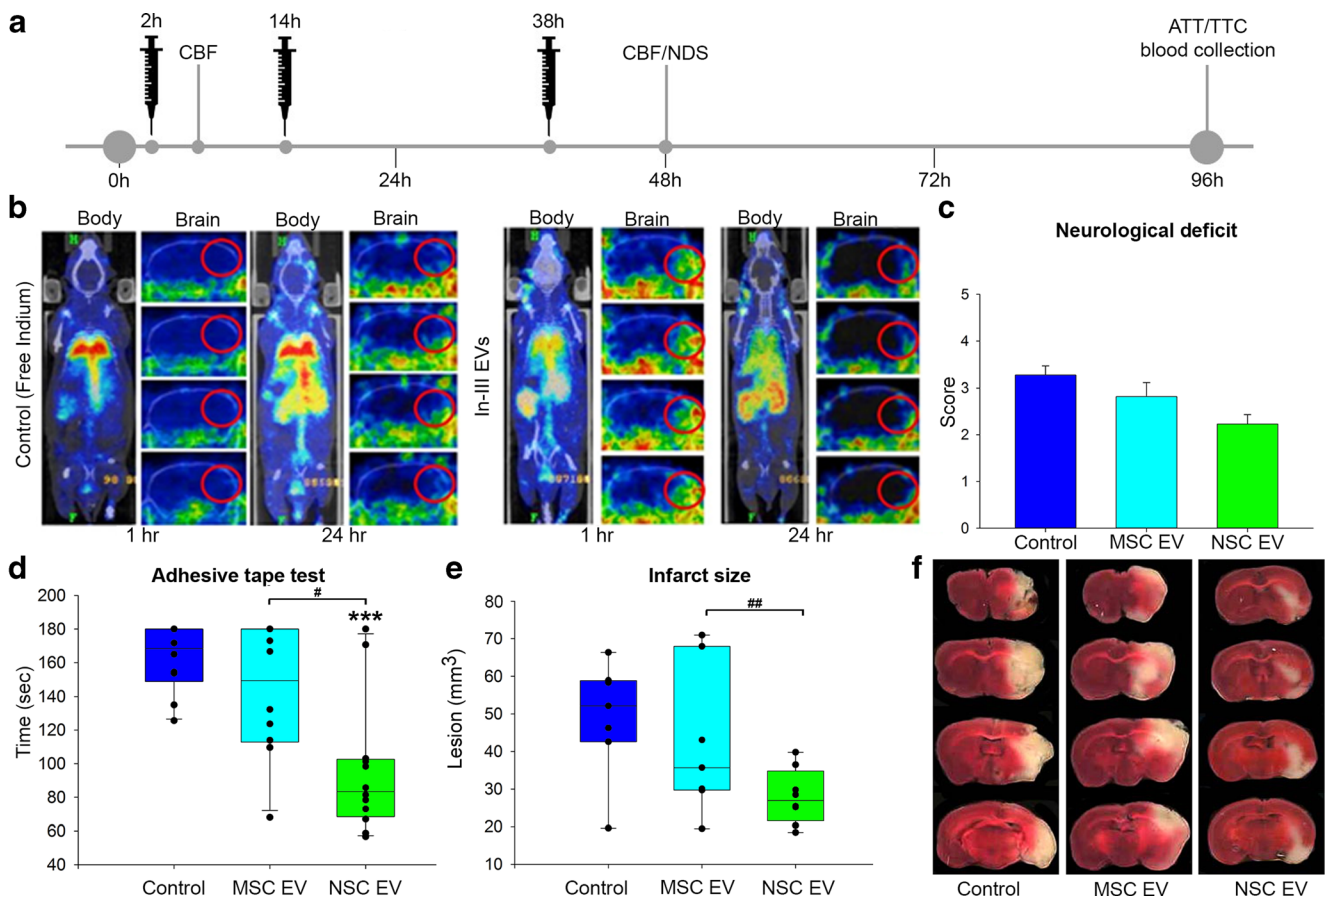 a
2h
14h
38h
CBF
CBF/NDS
ATT/TTC
blood collection
0h
24h
48h
72h
96h
b
Body
Brain
Body
Brain
Body
Brain
Body
Brain
Control (Free Indium)
In-III EVs
H
H
H
H
F
F
1 hr
24 hr
1 hr
24 hr
c
Neurological deficit
Score
5
4
3
2
1
0
Control
MSC EV
NSC EV
d
Adhesive tape test
#
***
Time (sec)
200
180
160
140
120
100
80
60
40
Control
MSC EV
NSC EV
e
Infarct size
##
Lesion (mm³)
80
70
60
50
40
30
20
10
Control
MSC EV
NSC EV
f
Control
MSC EV
NSC EV